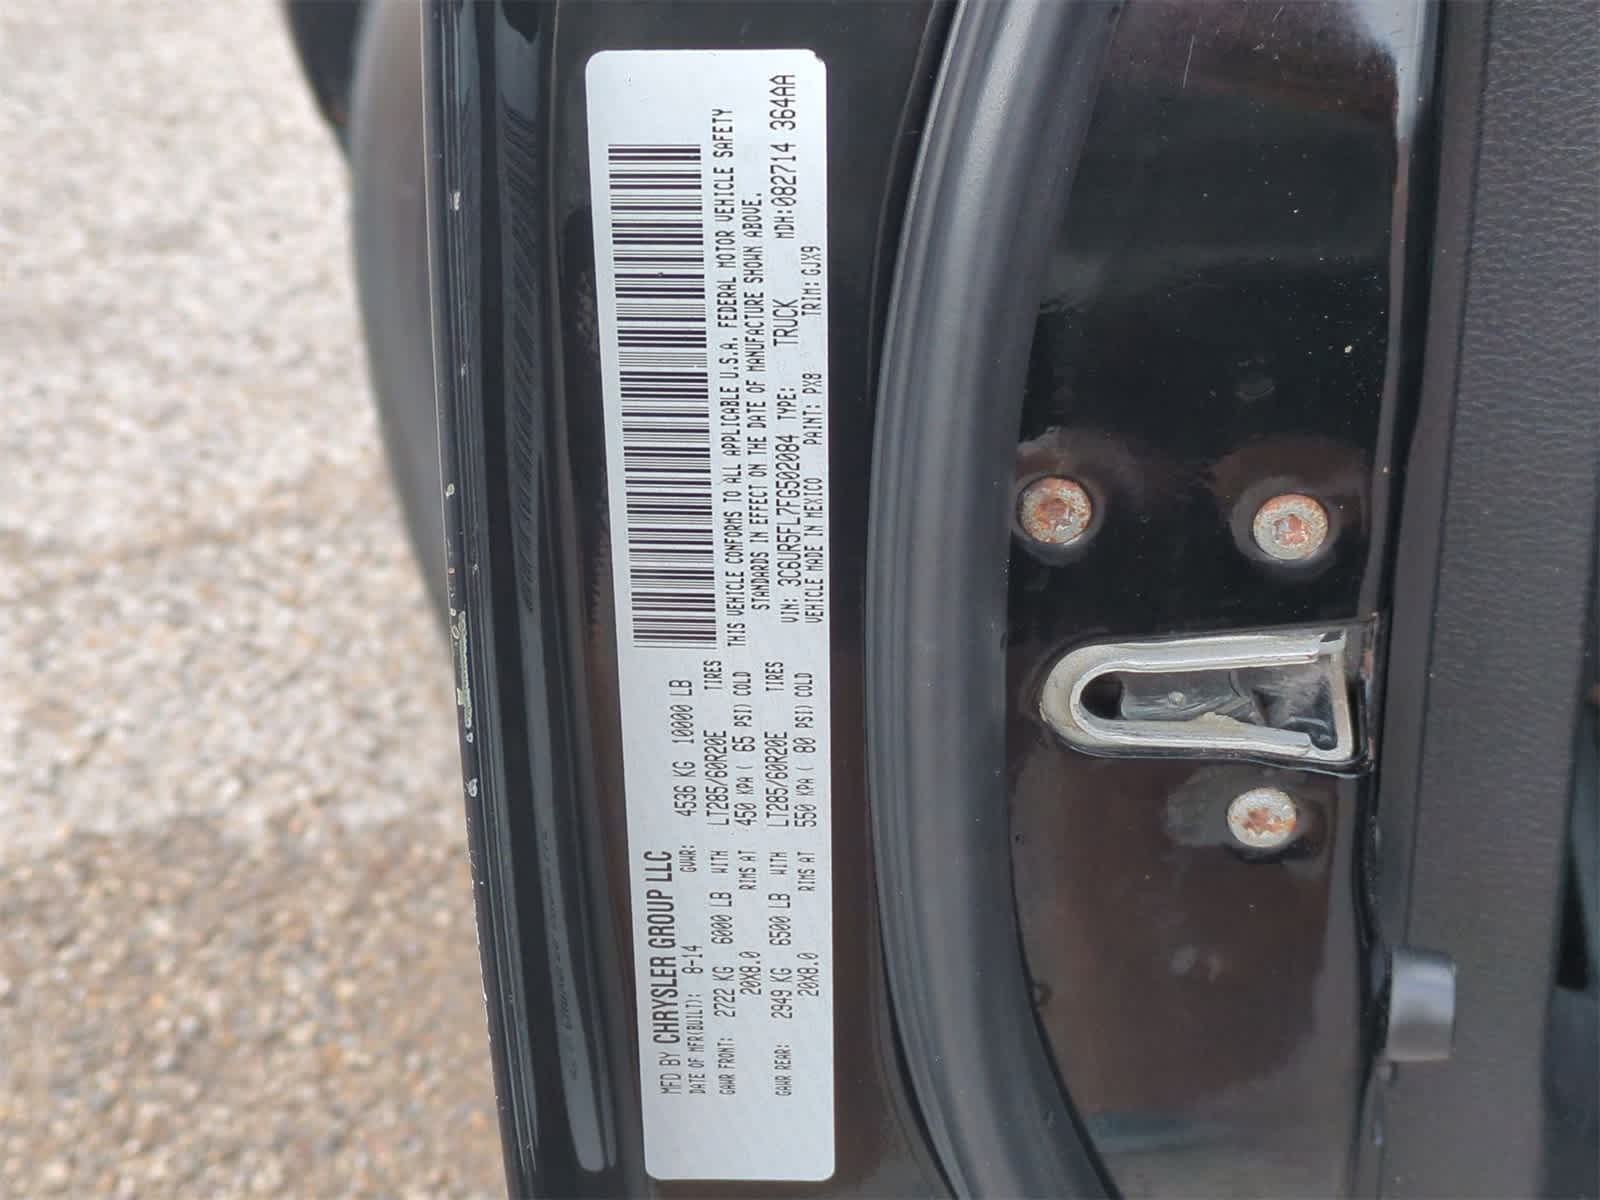 MFD BY CHRYSLER GROUP LLC
DATE OF MFR(BUILT): 8-14 GVWR: 4536 KG 10000 LB
GAWR FRONT: 2722 KG 6000 LB WITH LT285/60R20E TIRES
20X8.0 RIMS AT 450 KPA ( 65 PSI) COLD
GAWR REAR: 2949 KG 6500 LB WITH LT285/60R20E TIRES
20X8.0 RIMS AT 550 KPA ( 80 PSI) COLD
THIS VEHICLE CONFORMS TO ALL APPLICABLE U.S.A. FEDERAL MOTOR VEHICLE SAFETY
STANDARDS IN EFFECT ON THE DATE OF MANUFACTURE SHOWN ABOVE.
VIN: 3C6UR5FL7FG502084 TYPE: TRUCK MDH:082714 364AA
VEHICLE MADE IN MEXICO PAINT: PX8 TRIM: GJX9